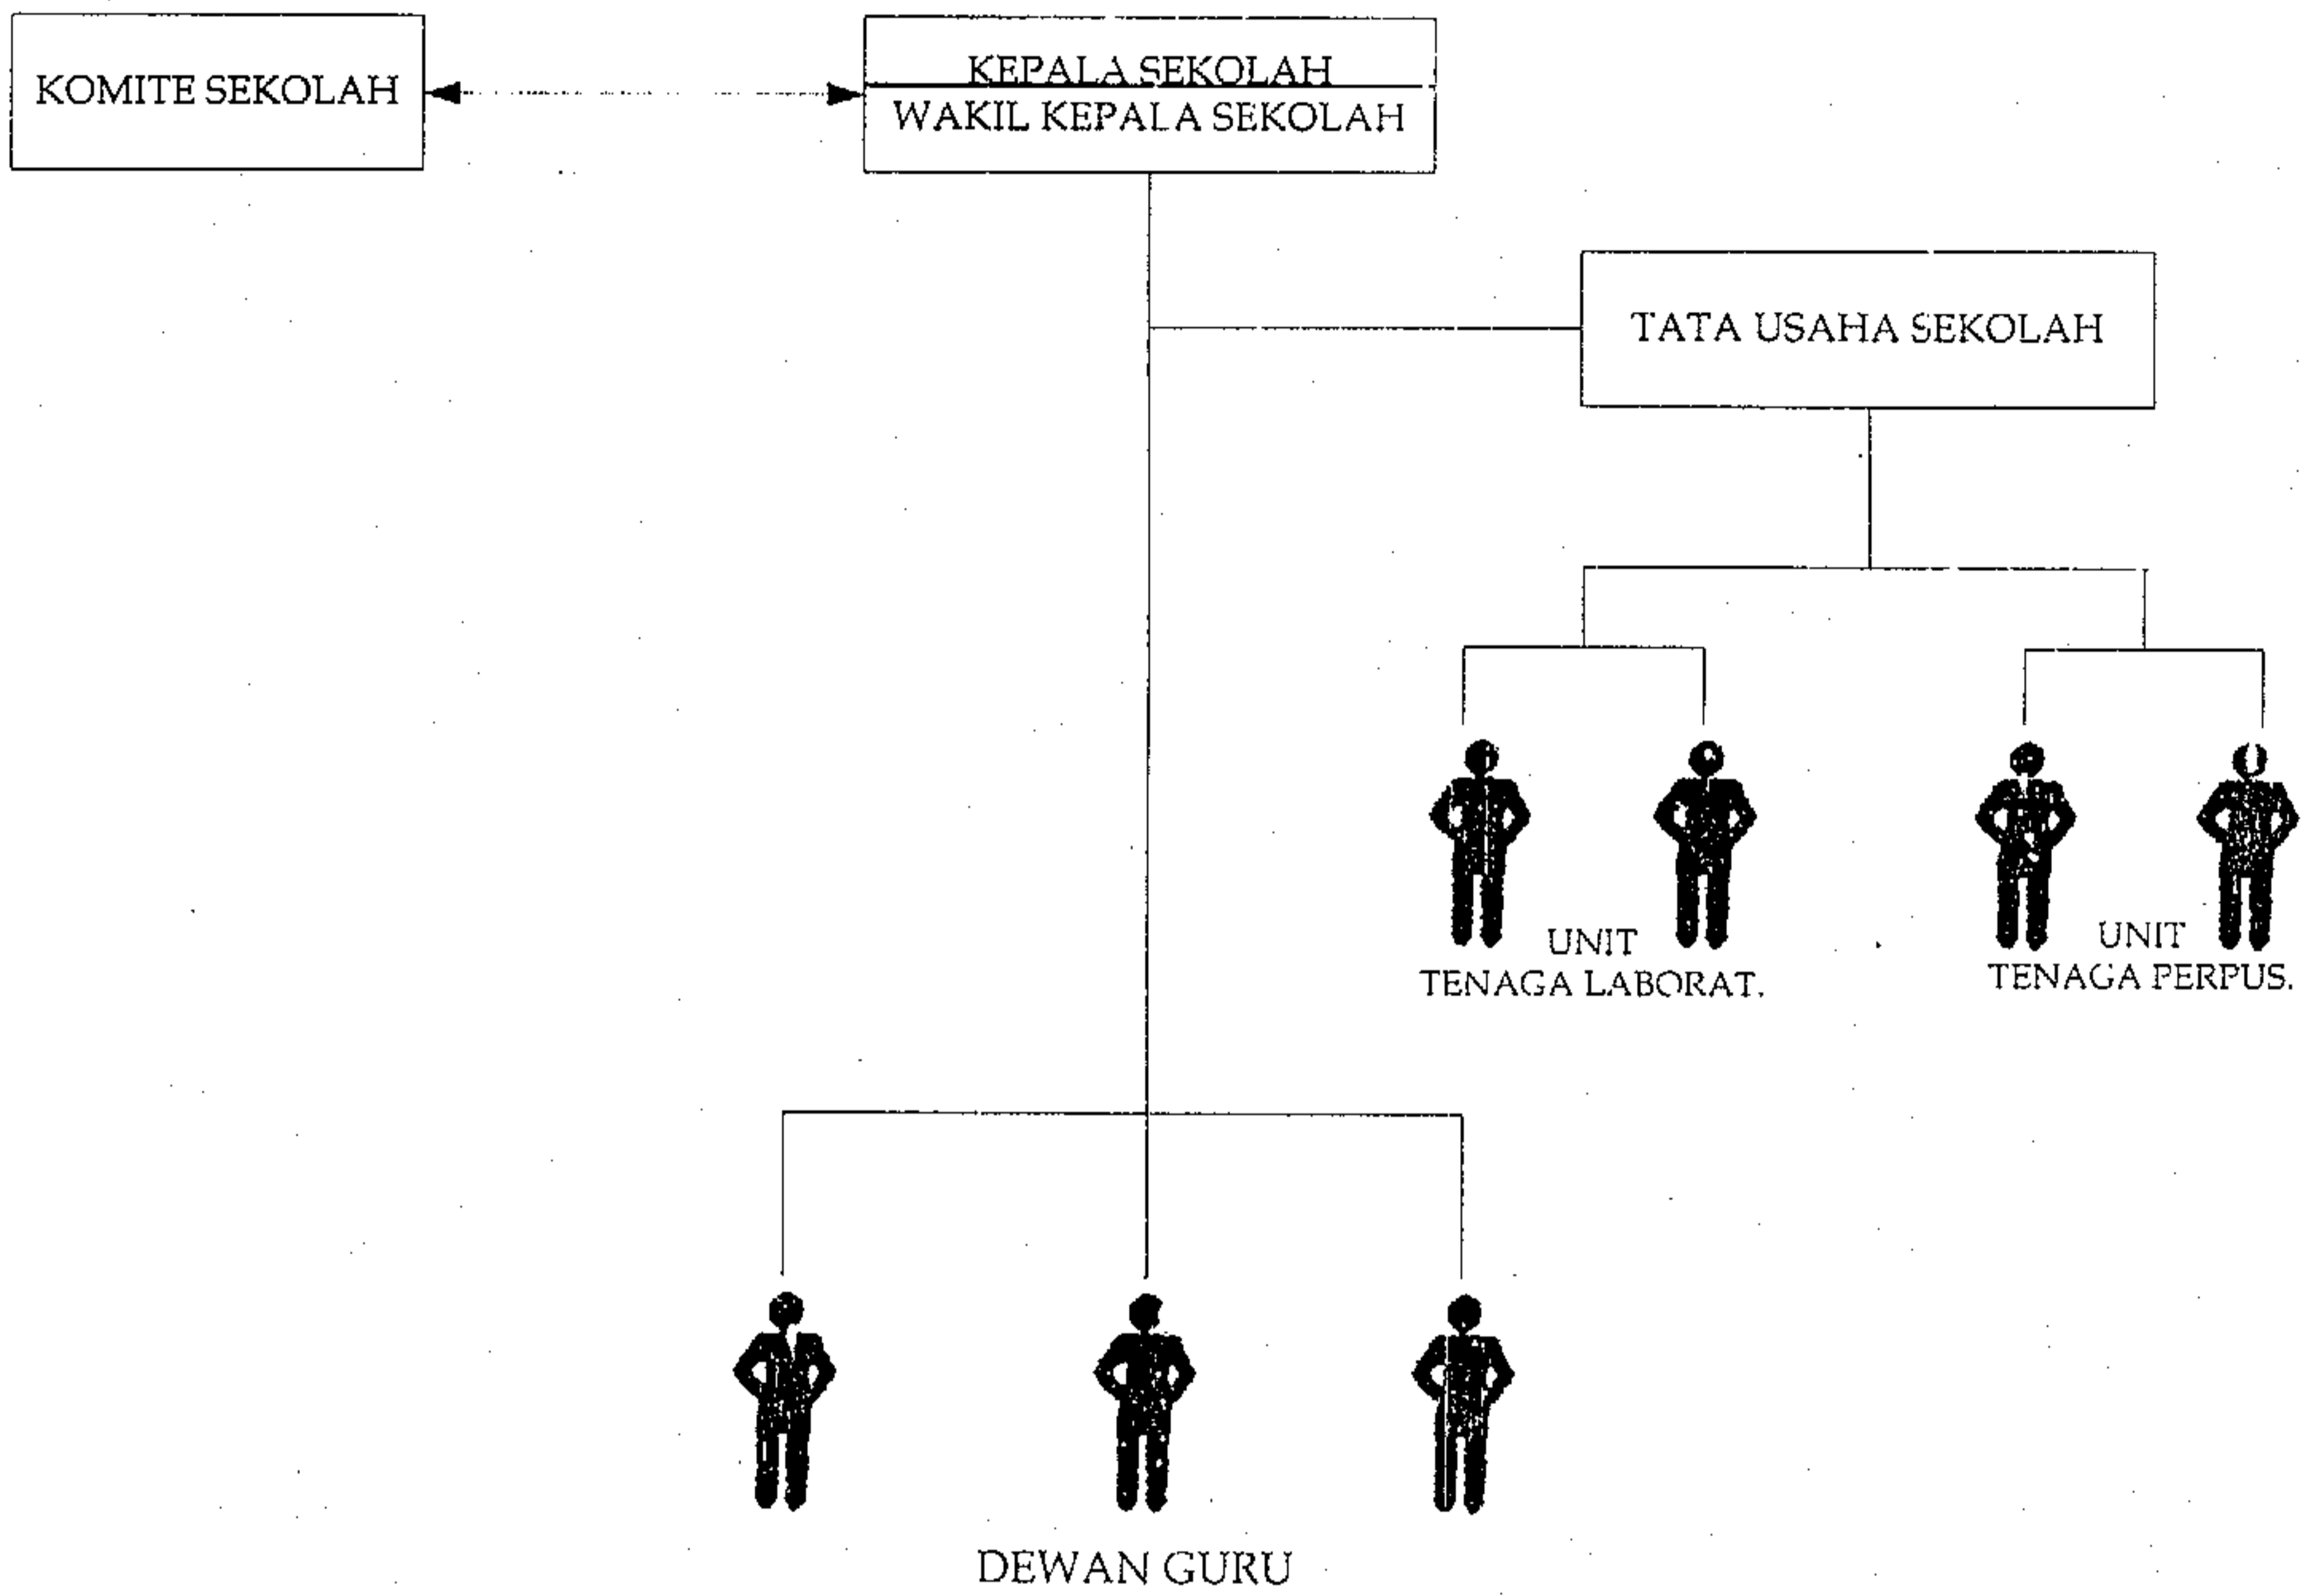 KOMITE SEKOLAH
KEPALA SEKOLAH
WAKIL KEPALA SEKOLAH
TATA USAHA SEKOLAH
UNIT
TENAGA LABORAT.
UNIT
TENAGA PERPUS.
DEWAN GURU